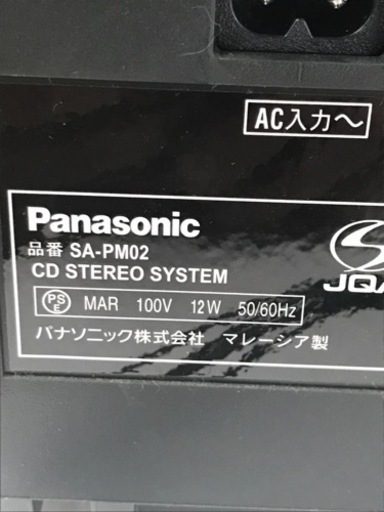 AC入力～
Panasonic
品番 SA-PM02
CD STEREO SYSTEM
PSE MAR 100V 12W 50/60Hz
パナソニック株式会社 マレーシア製
JQA